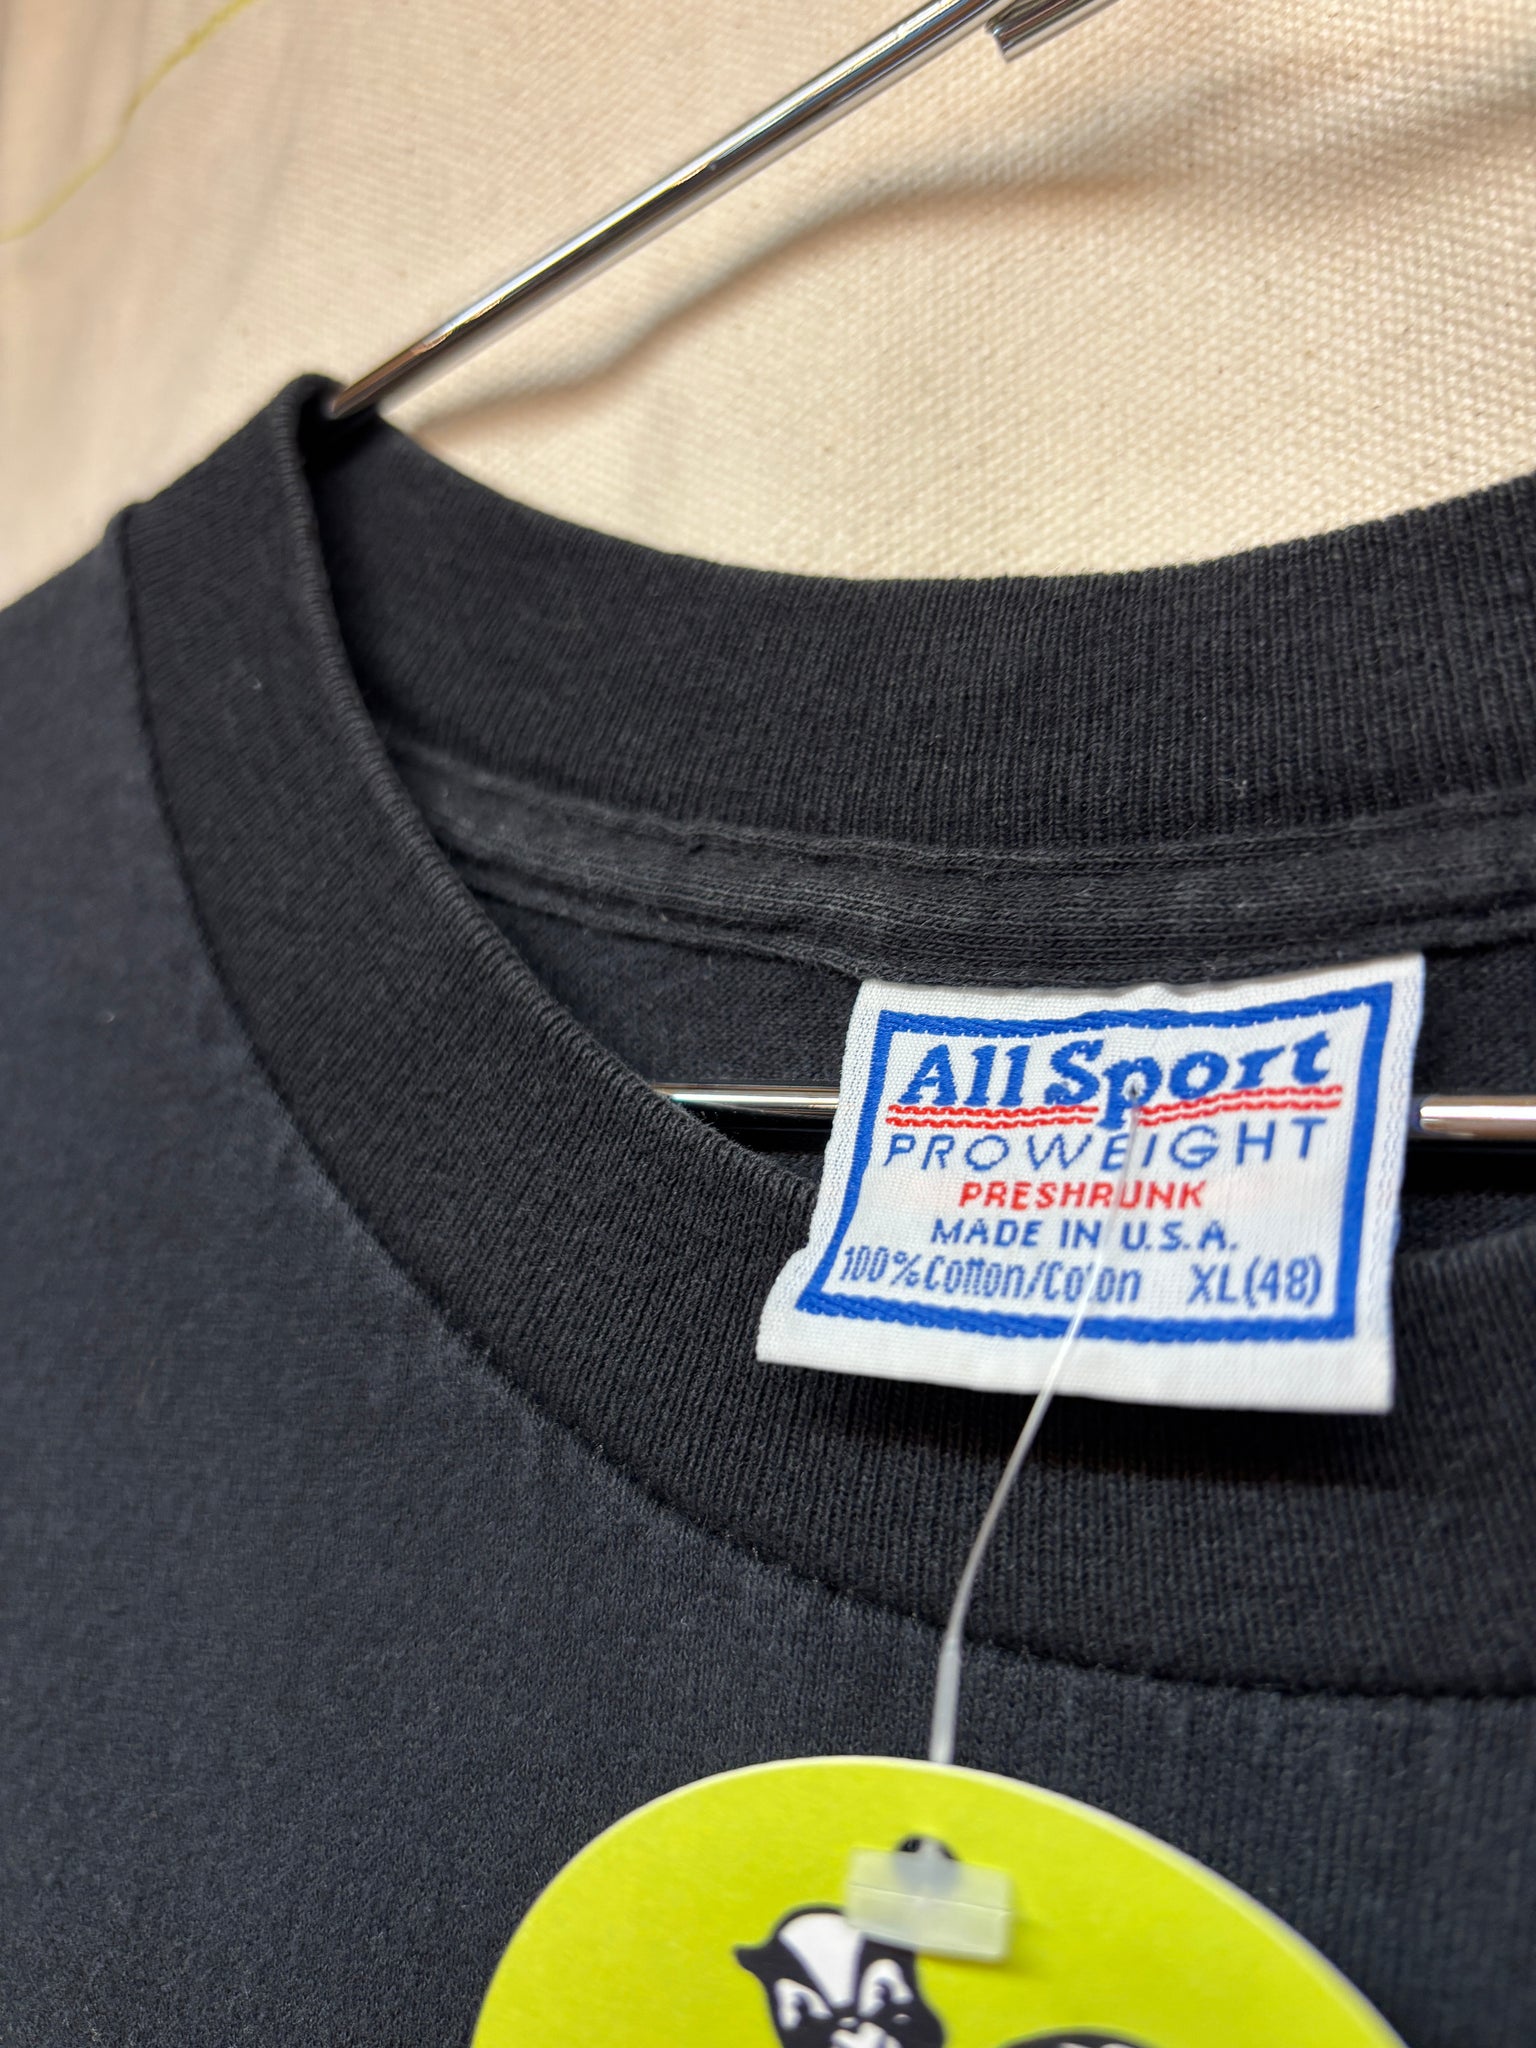 All Sport
PROWEIGHT
PRESHRUNK
MADE IN U.S.A.
100% Cotton/Coton XL(48)